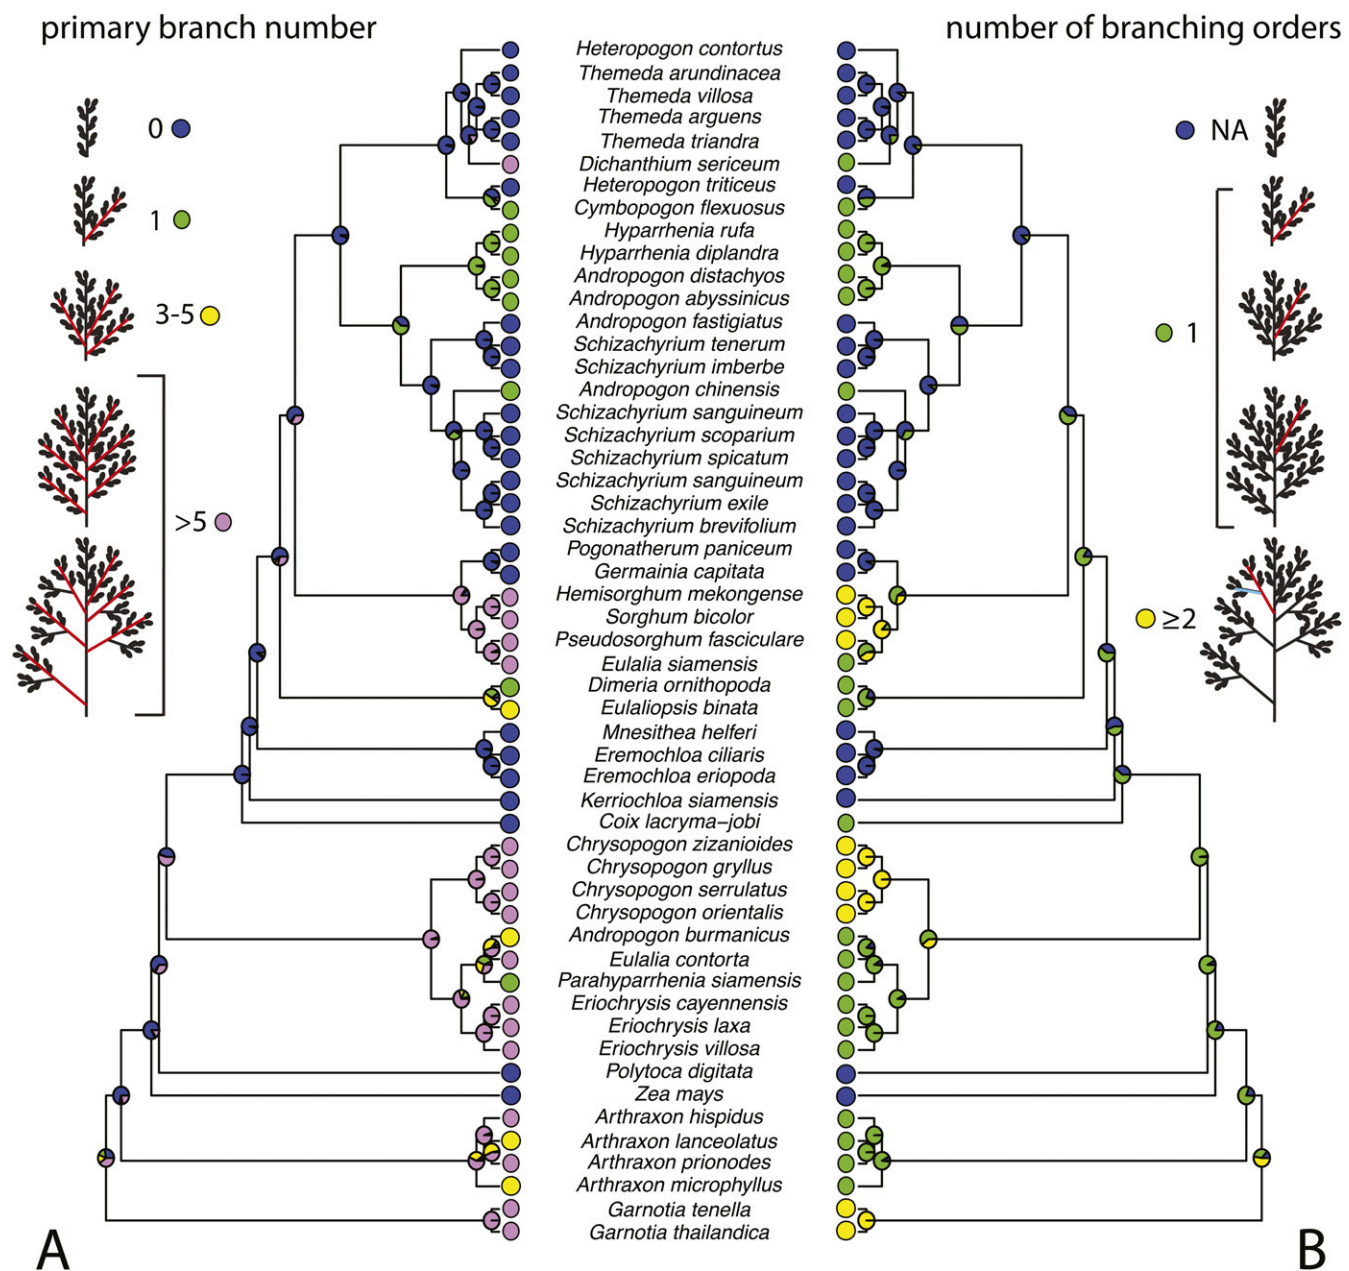 primary branch number
number of branching orders
0
1
3-5
>5
Heteropogon contortus
Themeda arundinacea
Themeda villosa
Themeda arguens
Themeda triandra
Dichanthium sericeum
Heteropogon triticeus
Cymbopogon flexuosus
Hyparrhenia rufa
Hyparrhenia diplandra
Andropogon distachyos
Andropogon abyssinicus
Andropogon fastigiatus
Schizachyrium tenerum
Schizachyrium imberbe
Andropogon chinensis
Schizachyrium sanguineum
Schizachyrium scoparium
Schizachyrium spicatum
Schizachyrium sanguineum
Schizachyrium exile
Schizachyrium brevifolium
Pogonatherum paniceum
Germainia capitata
Hemisorghum mekongense
Sorghum bicolor
Pseudosorghum fasciculare
Eulalia siamensis
Dimeria ornithopoda
Eulaliopsis binata
Mnesithea helferi
Eremochloa ciliaris
Eremochloa eriopoda
Kerriochloa siamensis
Coix lacryma–jobi
Chrysopogon zizanioides
Chrysopogon gryllus
Chrysopogon serrulatus
Chrysopogon orientalis
Andropogon burmanicus
Eulalia contorta
Parahyparrhenia siamensis
Eriochrysis cayennensis
Eriochrysis laxa
Eriochrysis villosa
Polytoca digitata
Zea mays
Arthraxon hispidus
Arthraxon lanceolatus
Arthraxon prionodes
Arthraxon microphyllus
Garnotia tenella
Garnotia thailandica
NA
1
≥2
A
B